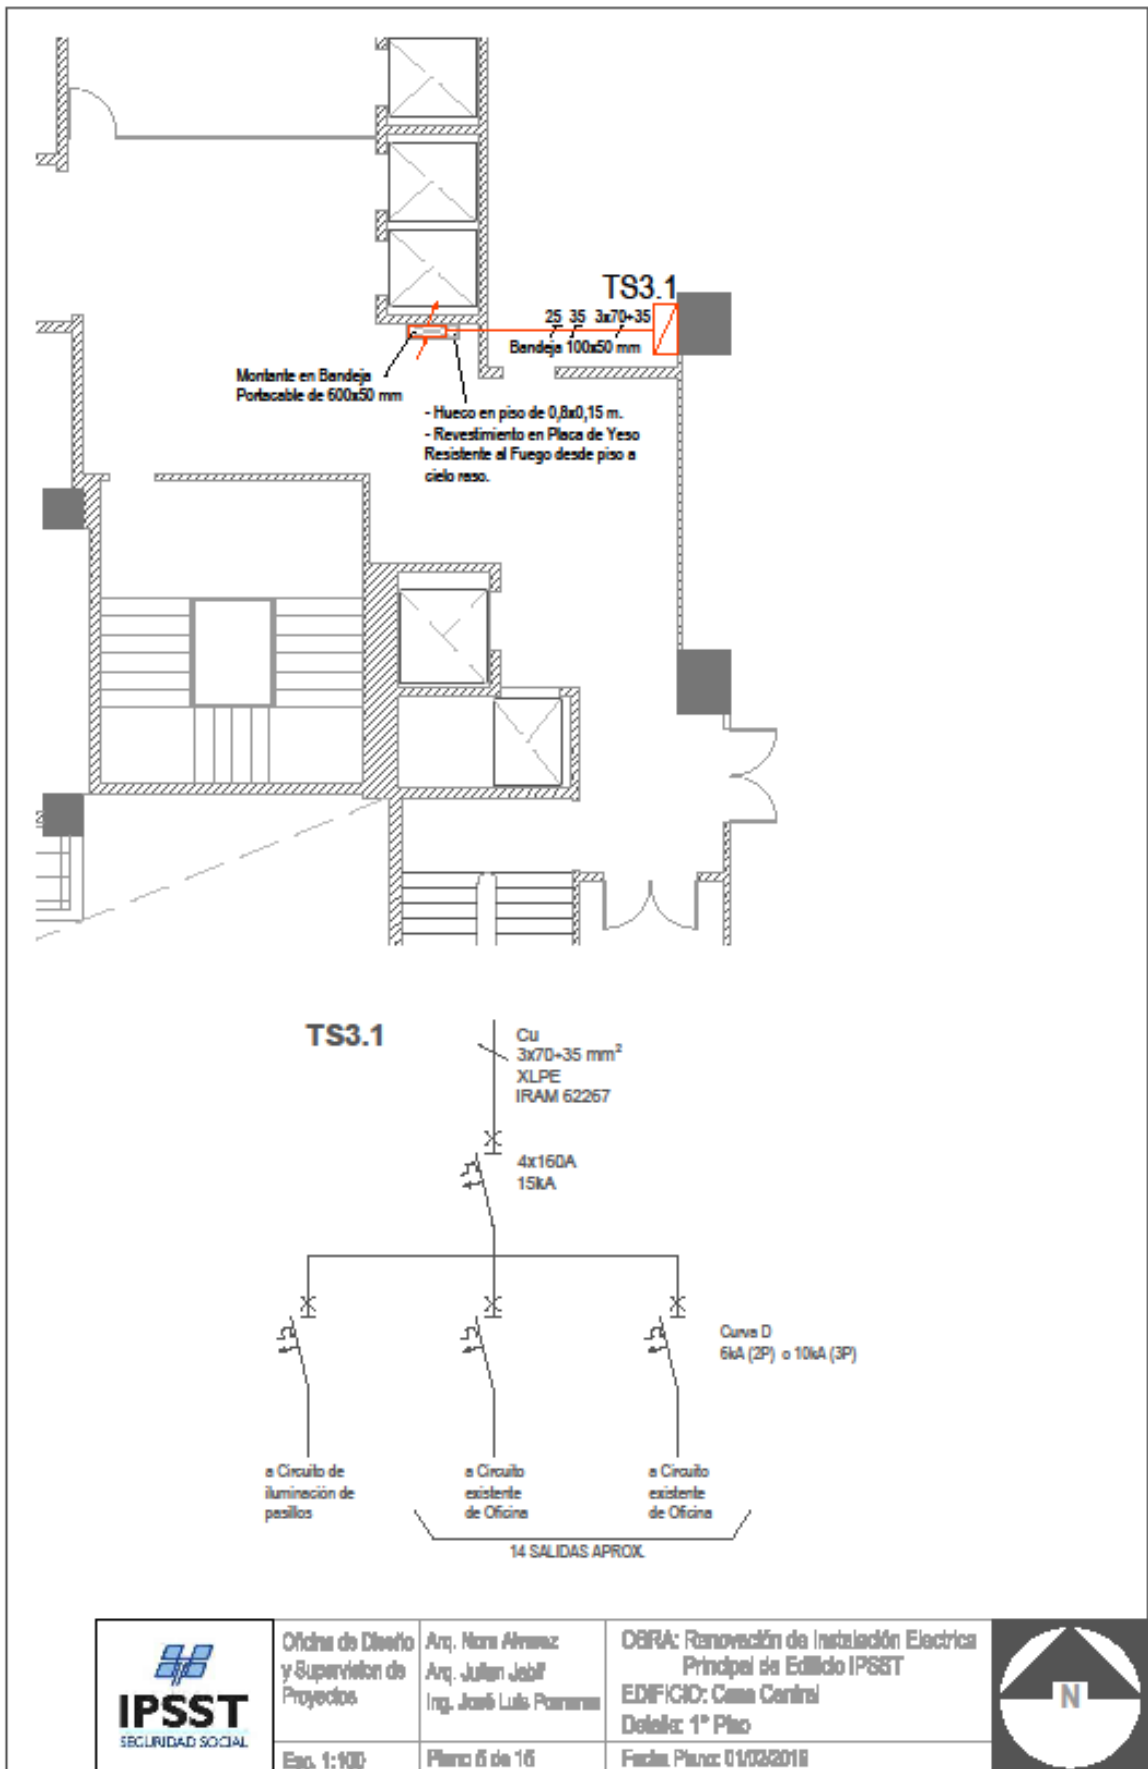 TS3.1
25 35 3x70+35
Bandeja 100x50 mm
Montante en Bandeja
Portacable de 600x50 mm
- Hueco en piso de 0,8x0,15 m.
- Revestimiento en Placa de Yeso
Resistente al Fuego desde piso a
cielo raso.
TS3.1
Cu
3x70+35 mm²
XLPE
IRAM 62267
4x160A
15kA
Curva D
6kA (2P) o 10kA (3P)
a Circuito de
iluminación de
pasillos
a Circuito
existente
de Oficina
a Circuito
existente
de Oficina
14 SALIDAS APROX.
IPSST
SEGURIDAD SOCIAL
Oficina de Diseño
y Supervision de
Proyectos
Arq. Nora Alvarez
Arq. Julian
Ing. José Luis
OBRA: Renovación de Instalación Electrica
Principal de Edificio IPSST
EDIFICIO: Casa Central
Detalle: 1° Piso
Esc. 1:100
Plano de
Fecha Plano:
N